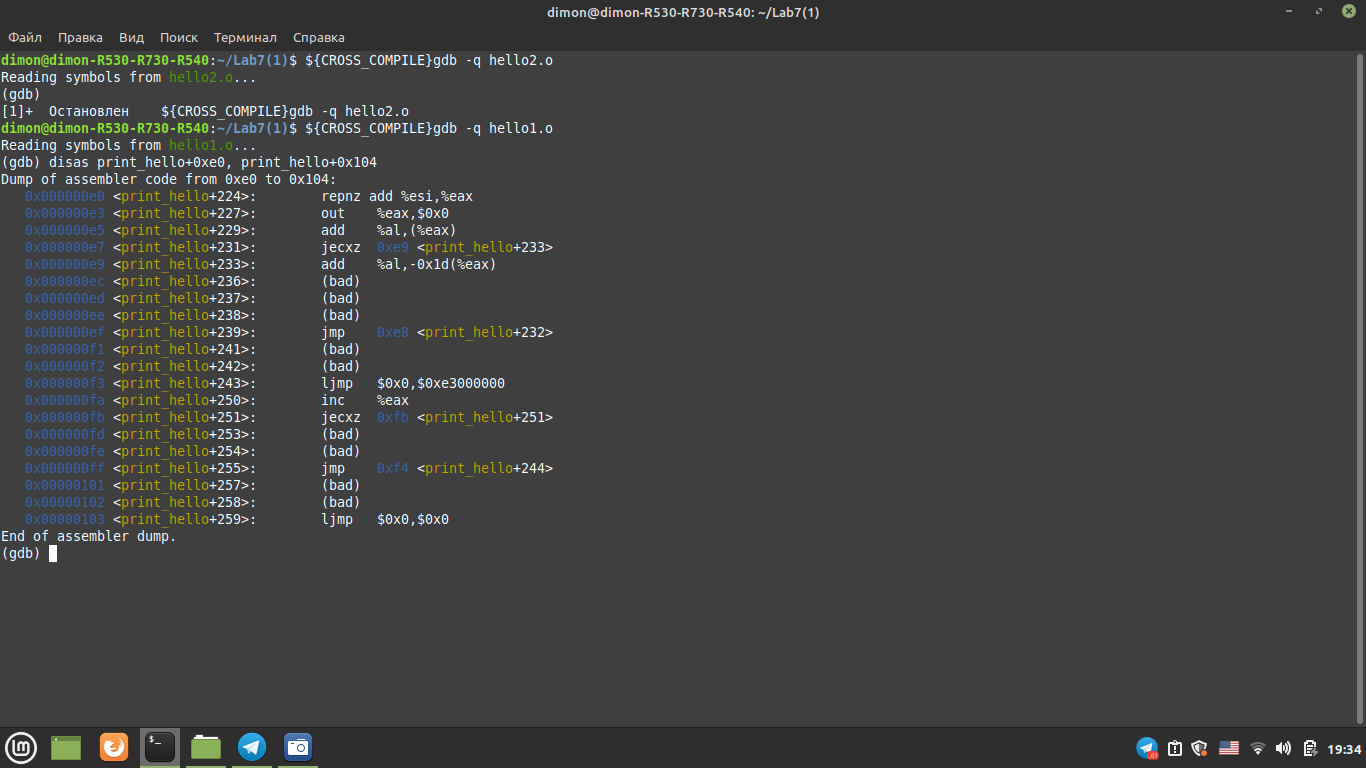 dimon@dimon-R530-R730-R540: ~/Lab7(1)
Файл Правка Вид Поиск Терминал Справка
dimon@dimon-R530-R730-R540:~/Lab7(1)$ ${CROSS_COMPILE}gdb -q hello2.o
Reading symbols from hello2.o...
(gdb)
[1]+  Остановлен    ${CROSS_COMPILE}gdb -q hello2.o
dimon@dimon-R530-R730-R540:~/Lab7(1)$ ${CROSS_COMPILE}gdb -q hello1.o
Reading symbols from hello1.o...
(gdb) disas print_hello+0xe0, print_hello+0x104
Dump of assembler code from 0xe0 to 0x104:
   0x000000e0 <print_hello+224>:	repnz add %esi,%eax
   0x000000e3 <print_hello+227>:	out    %eax,$0x0
   0x000000e5 <print_hello+229>:	add    %al,(%eax)
   0x000000e7 <print_hello+231>:	jecxz  0xe9 <print_hello+233>
   0x000000e9 <print_hello+233>:	add    %al,-0x1d(%eax)
   0x000000ec <print_hello+236>:	(bad)
   0x000000ed <print_hello+237>:	(bad)
   0x000000ee <print_hello+238>:	(bad)
   0x000000ef <print_hello+239>:	jmp    0xe8 <print_hello+232>
   0x000000f1 <print_hello+241>:	(bad)
   0x000000f2 <print_hello+242>:	(bad)
   0x000000f3 <print_hello+243>:	ljmp   $0x0,$0xe3000000
   0x000000fa <print_hello+250>:	inc    %eax
   0x000000fb <print_hello+251>:	jecxz  0xfb <print_hello+251>
   0x000000fd <print_hello+253>:	(bad)
   0x000000fe <print_hello+254>:	(bad)
   0x000000ff <print_hello+255>:	jmp    0xf4 <print_hello+244>
   0x00000101 <print_hello+257>:	(bad)
   0x00000102 <print_hello+258>:	(bad)
   0x00000103 <print_hello+259>:	ljmp   $0x0,$0x0
End of assembler dump.
(gdb)
19:34